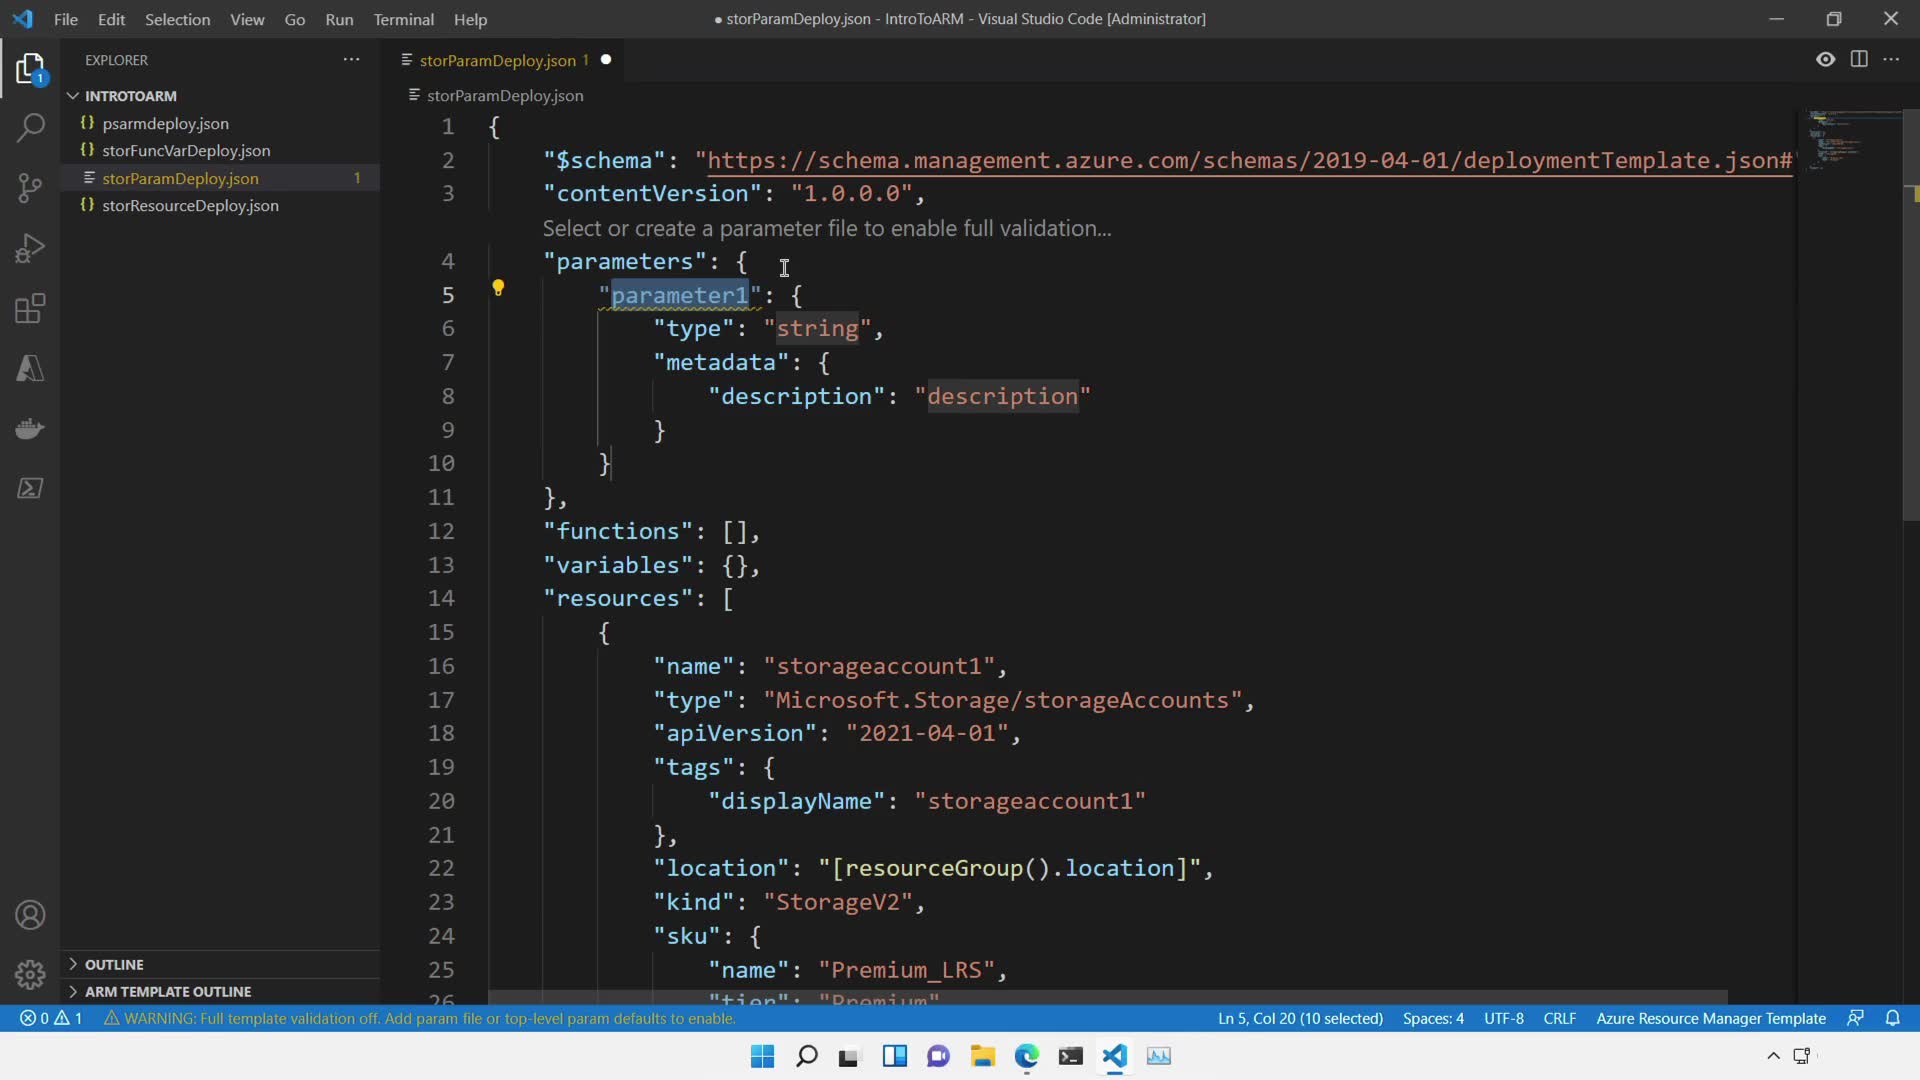 File Edit Selection View Go Run Terminal Help
● storParamDeploy.json - IntroToARM - Visual Studio Code [Administrator]
EXPLORER
INTROTOARM
psarmdeploy.json
storFuncVarDeploy.json
storParamDeploy.json 1
storResourceDeploy.json
OUTLINE
ARM TEMPLATE OUTLINE
1
storParamDeploy.json 1
storParamDeploy.json
1 {
2 "$schema": "https://schema.management.azure.com/schemas/2019-04-01/deploymentTemplate.json#
3 "contentVersion": "1.0.0.0",
Select or create a parameter file to enable full validation...
4 "parameters": {
5 "parameter1": {
6 "type": "string",
7 "metadata": {
8 "description": "description"
9 }
10 }
11 },
12 "functions": [],
13 "variables": {},
14 "resources": [
15 {
16 "name": "storageaccount1",
17 "type": "Microsoft.Storage/storageAccounts",
18 "apiVersion": "2021-04-01",
19 "tags": {
20 "displayName": "storageaccount1"
21 },
22 "location": "[resourceGroup().location]",
23 "kind": "StorageV2",
24 "sku": {
25 "name": "Premium_LRS",
26 "tier": "Premium"
0 1 WARNING: Full template validation off. Add param file or top-level param defaults to enable.
Ln 5, Col 20 (10 selected) Spaces: 4 UTF-8 CRLF Azure Resource Manager Template